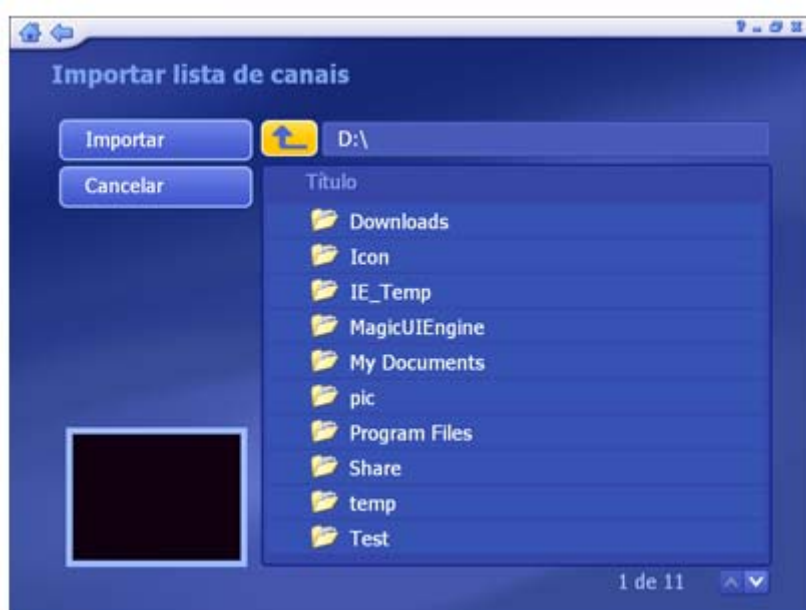 Importar lista de canais
Importar
D:\
Cancelar
Título
Downloads
Icon
IE_Temp
MagicUIEngine
My Documents
pic
Program Files
Share
temp
Test
1 de 11